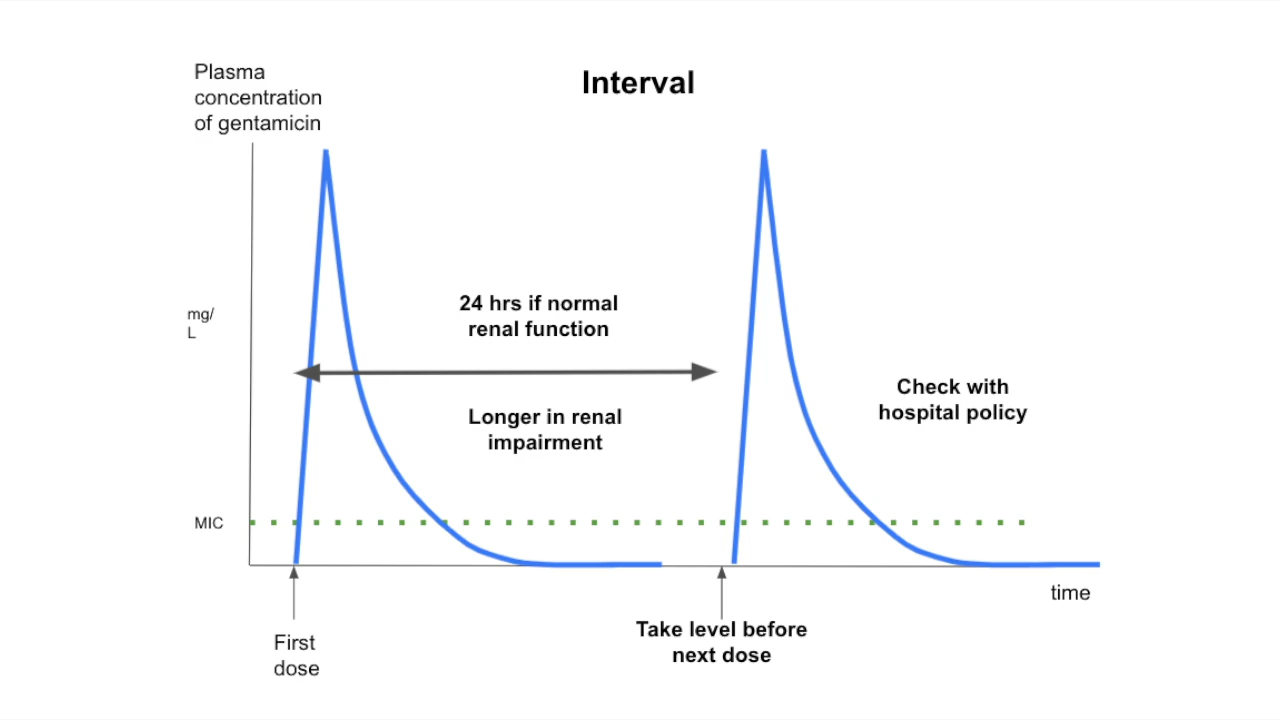 Plasma
concentration
of gentamicin
Interval
mg/
L
24 hrs if normal
renal function
Longer in renal
impairment
Check with
hospital policy
MIC
time
First
dose
Take level before
next dose